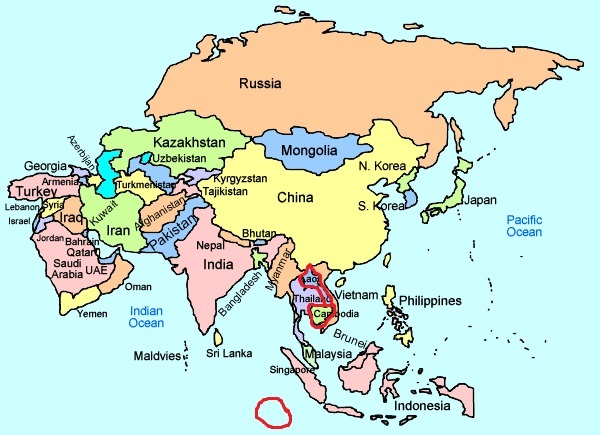 Russia
Kazakhstan
Uzbekistan
Mongolia
N. Korea
Azerbijan
Georgia
Armenia
Turkey
Turkmenistan
Kyrgyzstan
Tajikistan
China
S. Korea
Japan
Pacific
Ocean
Lebanon
Syria
Israel
Iraq
Kuwait
Iran
Afghanistan
Pakistan
Jordan
Bahrain
Qatar
Saudi
Arabia
UAE
Oman
Yemen
Nepal
Bhutan
India
Bangladesh
Myanmar
Laos
Thailand
Vietnam
Cambodia
Philippines
Indian
Ocean
Maldvies
Sri Lanka
Brunei
Malaysia
Singapore
Indonesia